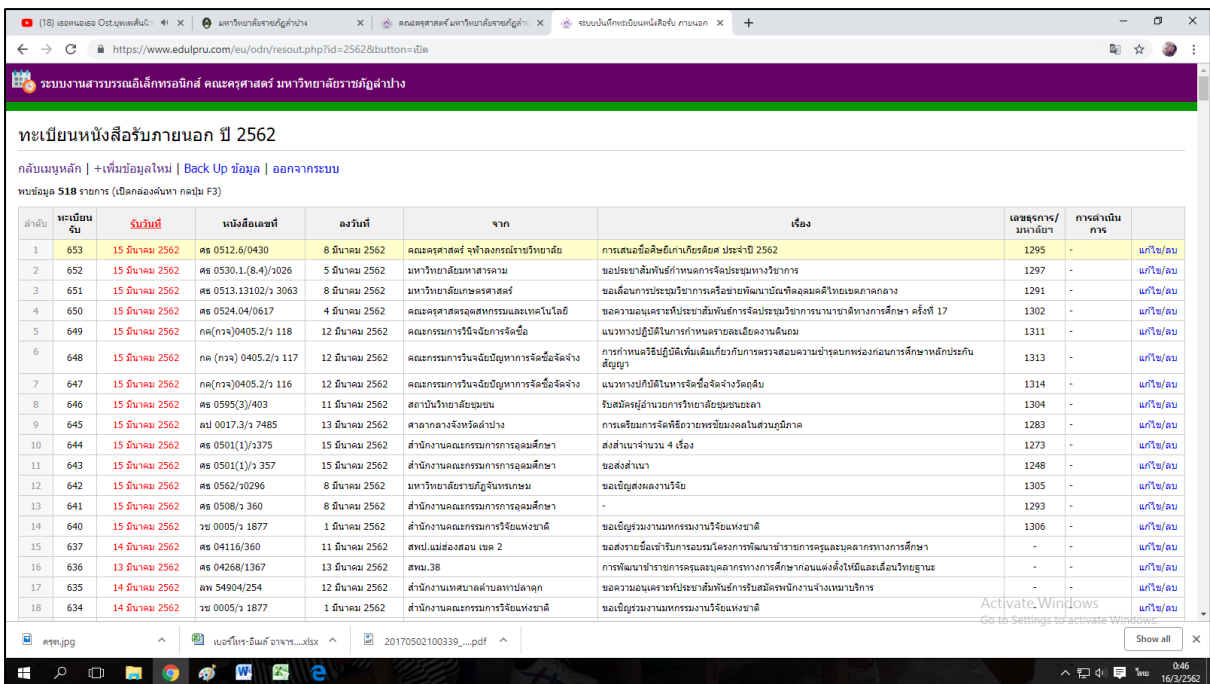 (18) เธอหนอเธอ Ost.บุพเพสันนิว
มหาวิทยาลัยราชภัฏลำปาง
คณะครุศาสตร์ มหาวิทยาลัยราชภัฏลำป
ระบบบันทึกทะเบียนหนังสือรับ ภายนอก
https://www.edulpru.com/eu/odn/resout.php?id=2562&button=เปิด
ระบบงานสารบรรณอิเล็กทรอนิกส์ คณะครุศาสตร์ มหาวิทยาลัยราชภัฏลำปาง
ทะเบียนหนังสือรับภายนอก ปี 2562
กลับเมนูหลัก | +เพิ่มข้อมูลใหม่ | Back Up ข้อมูล | ออกจากระบบ
พบข้อมูล 518 รายการ (เปิดกล่องค้นหา กดปุ่ม F3)
ลำดับ ทะเบียนรับ รับวันที่ หนังสือเลขที่ ลงวันที่ จาก เรื่อง เลขธุรการ/มหาลัยฯ การดำเนินการ
1 653 15 มีนาคม 2562 ศธ 0512.6/0430 8 มีนาคม 2562 คณะครุศาสตร์ จุฬาลงกรณ์ราชวิทยาลัย การเสนอชื่อศิษย์เก่าเกียรติยศ ประจำปี 2562 1295 - แก้ไข/ลบ
2 652 15 มีนาคม 2562 ศธ 0530.1.(8.4)/ว026 5 มีนาคม 2562 มหาวิทยาลัยมหาสารคาม ขอประชาสัมพันธ์กำหนดการจัดประชุมทางวิชาการ 1297 - แก้ไข/ลบ
3 651 15 มีนาคม 2562 ศธ 0513.13102/ว 3063 8 มีนาคม 2562 มหาวิทยาลัยเกษตรศาสตร์ ขอเลื่อนการประชุมวิชาการเครือข่ายพัฒนาบัณฑิตอุดมคติไทยเขตภาคกลาง 1291 - แก้ไข/ลบ
4 650 15 มีนาคม 2562 ศธ 0524.04/0617 4 มีนาคม 2562 คณะครุศาสตร์อุตสหกรรมและเทคโนโลยี ขอความอนุเคราะห์ประชาสัมพันธ์การจัดประชุมวิชาการนานาชาติทางการศึกษา ครั้งที่ 17 1302 - แก้ไข/ลบ
5 649 15 มีนาคม 2562 กค(กวจ)0405.2/ว 118 12 มีนาคม 2562 คณะกรรมการวินิจฉัยการจัดซื้อ แนวทางปฏิบัติในการกำหนดรายละเอียดงานดินถม 1311 - แก้ไข/ลบ
6 648 15 มีนาคม 2562 กค (กวจ) 0405.2/ว 117 12 มีนาคม 2562 คณะกรรมการวินจฉัยปัญหาการจัดซื้อจัดจ้าง การกำหนดวิธีปฏิบัติเพิ่มเติมเกี่ยวกับการตรวจสอบความชำรุดบกพร่องก่อนการศึกษาหลักประกัน 1313 - แก้ไข/ลบ
สัญญา
7 647 15 มีนาคม 2562 กค(กวจ)0405.2/ว 116 12 มีนาคม 2562 คณะกรรมการวินจฉัยปัญหาการจัดซื้อจัดจ้าง แนวทางปกิบัติในหารจัดซื้อจัดจ้างวัตถุดิบ 1314 - แก้ไข/ลบ
8 646 15 มีนาคม 2562 ศธ 0595(3)/403 11 มีนาคม 2562 สถาบันวิทยาลัยชุมชน รับสมัครผู้อำนวยการวิทยาลัยชุมชนยะลา 1304 - แก้ไข/ลบ
9 645 15 มีนาคม 2562 ลป 0017.3/ว 7485 13 มีนาคม 2562 ศาลากลางจังหวัดลำปาง การเตรียมการจัดพิธีถวายพรชัยมงคลในส่วนภูมิภาค 1283 - แก้ไข/ลบ
10 644 15 มีนาคม 2562 ศธ 0501(1)/ว375 15 มีนาคม 2562 สำนักงานคณะกรรมการการอุดมศึกษา ส่งสำเนาจำนวน 4 เรื่อง 1273 - แก้ไข/ลบ
11 643 15 มีนาคม 2562 ศธ 0501(1)/ว 357 15 มีนาคม 2562 สำนักงานคณะกรรมการการอุดมศึกษา ขอส่งสำเนา 1248 - แก้ไข/ลบ
12 642 15 มีนาคม 2562 ศธ 0562/ว0296 8 มีนาคม 2562 มหาวิทยาลัยราชภัฏจันทรเกษม ขอเชิญส่งผลงานวิจัย 1305 - แก้ไข/ลบ
13 641 15 มีนาคม 2562 ศธ 0508/ว 360 8 มีนาคม 2562 สำนักงานคณะกรรมการการอุดมศึกษา - 1293 - แก้ไข/ลบ
14 640 15 มีนาคม 2562 วช 0005/ว 1877 1 มีนาคม 2562 สำนักงานคณะกรรมการวิจัยแห่งชาติ ขอเชิญร่วมงานมหกรรมงานวิจัยแห่งชาติ 1306 - แก้ไข/ลบ
15 637 14 มีนาคม 2562 ศธ 04116/360 11 มีนาคม 2562 สพป.แม่ฮ่องสอน เขต 2 ขอส่งรายชื่อเข้ารับการอบรมโครงการพัฒนาข้าราชการครูและบุคลากรทางการศึกษา - - แก้ไข/ลบ
16 636 13 มีนาคม 2562 ศธ 04268/1367 13 มีนาคม 2562 สพม.38 การพัฒนาข้าราชการครุและบุคลากรทางการศึกษาก่อนแต่งตั้งให้มีและเลื่อนวิทยฐานะ - - แก้ไข/ลบ
17 635 14 มีนาคม 2562 ลพ 54904/254 12 มีนาคม 2562 สำนักงานเทศบาลตำบลทาปลาดุก ขอความอนุเคราะห์ประชาสัมพันธ์การรับสมัครพนักงานจ้างเหมาบริการ - - แก้ไข/ลบ
18 634 14 มีนาคม 2562 วช 0005/ว 1877 1 มีนาคม 2562 สำนักงานคณะกรรมการวิจัยแห่งชาติ ขอเชิญร่วมงานมหกรรมงานวิจัยแห่งชาติ - - แก้ไข/ลบ
Activate Windows
Go to Settings to activate Windows.
ครุฑ.jpg
เบอร์โทร-อีเมล์ อาจาร....xlsx
20170502100339_....pdf
Show all
ไทย
0:46
16/3/2562